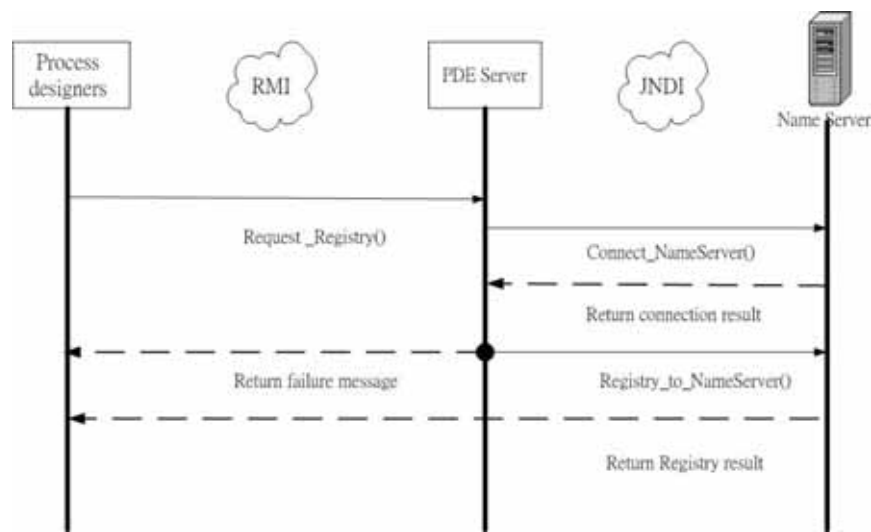 Process
designers
RMI
PDE Server
JNDI
Name Server
Request _Registry()
Connect_NameServer()
Return connection result
Return failure message
Registry_to_NameServer()
Return Registry result